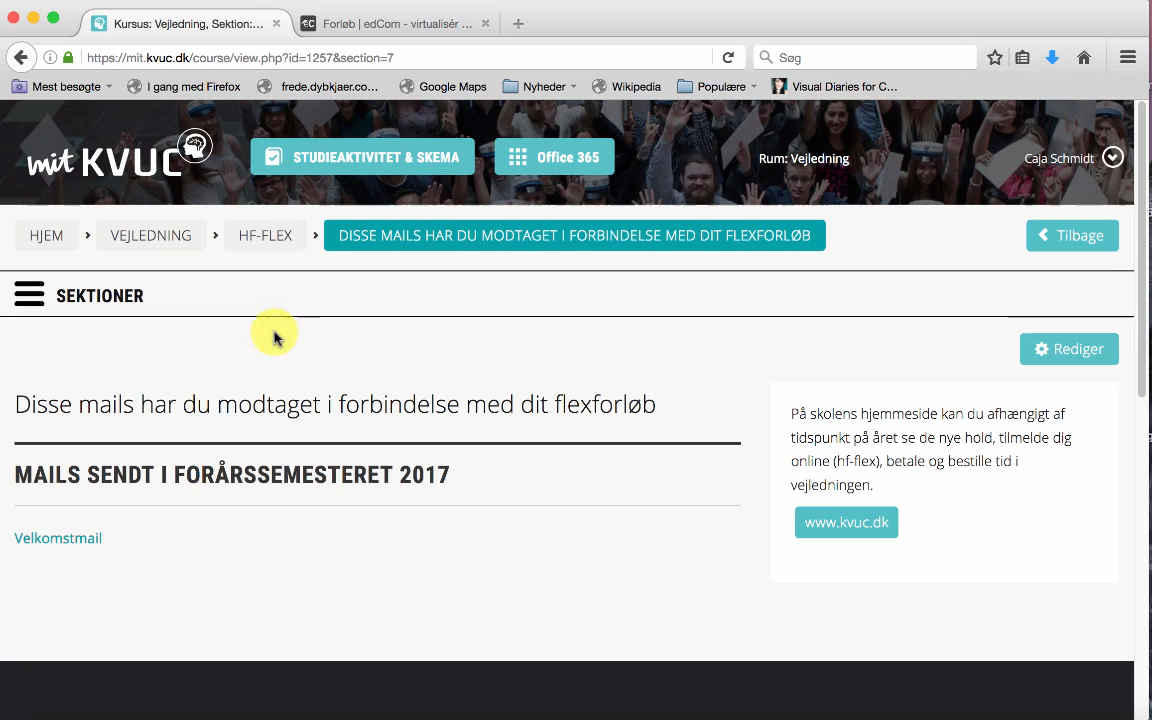 Kursus: Vejledning, Sektion:...
Forløb | edCom - virtualisér ...
https://mit.kvuc.dk/course/view.php?id=1257&section=7
Søg
Mest besøgte
I gang med Firefox
frede.dybkjaer.co...
Google Maps
Nyheder
Wikipedia
Populære
Visual Diaries for C...
mit KVUC
STUDIEAKTIVITET & SKEMA
Office 365
Rum: Vejledning
Caja Schmidt
HJEM
VEJLEDNING
HF-FLEX
DISSE MAILS HAR DU MODTAGET I FORBINDELSE MED DIT FLEXFORLØB
Tilbage
SEKTIONER
Rediger
Disse mails har du modtaget i forbindelse med dit flexforløb
MAILS SENDT I FORÅRSSEMESTERET 2017
Velkomstmail
På skolens hjemmeside kan du afhængigt af
tidspunkt på året se de nye hold, tilmelde dig
online (hf-flex), betale og bestille tid i
vejledningen.
www.kvuc.dk